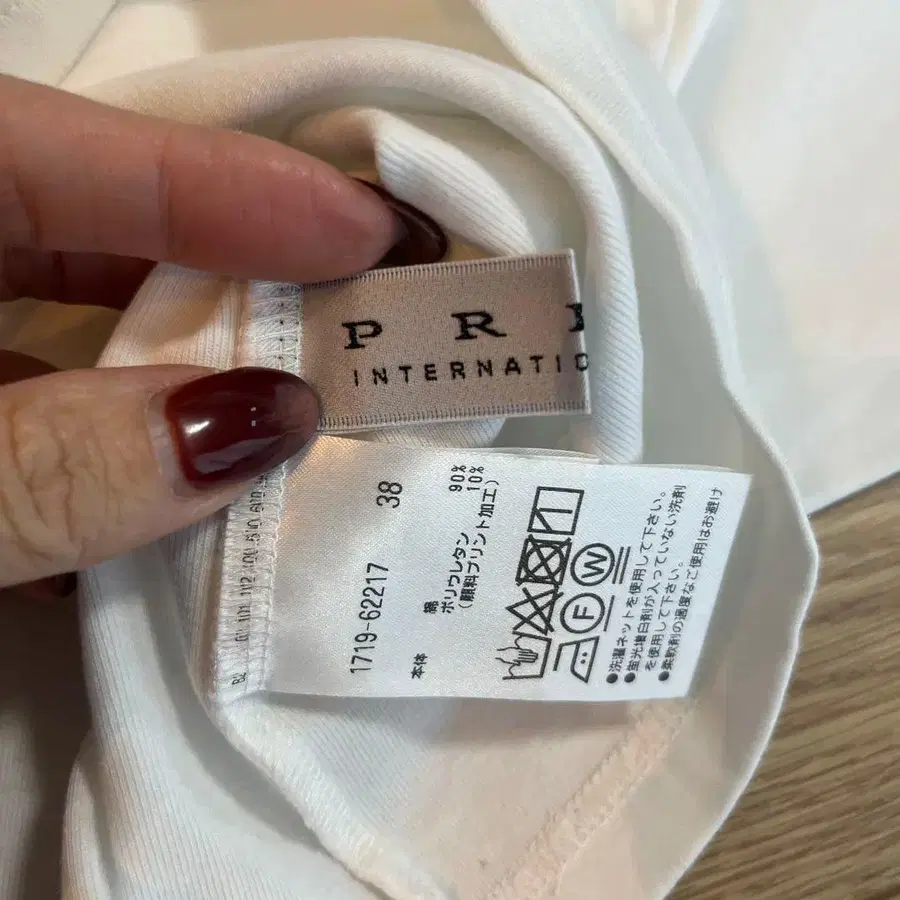 P R I
INTERNATIO
1719-62217
38
本体
綿
90%
ポリウレタン
10%
(顔料プリント加工)
W
F
●洗濯ネットを使用して下さい。
●蛍光増白剤が入っていない洗剤
を使用して下さい。
●柔軟剤の過度なご使用はお避け